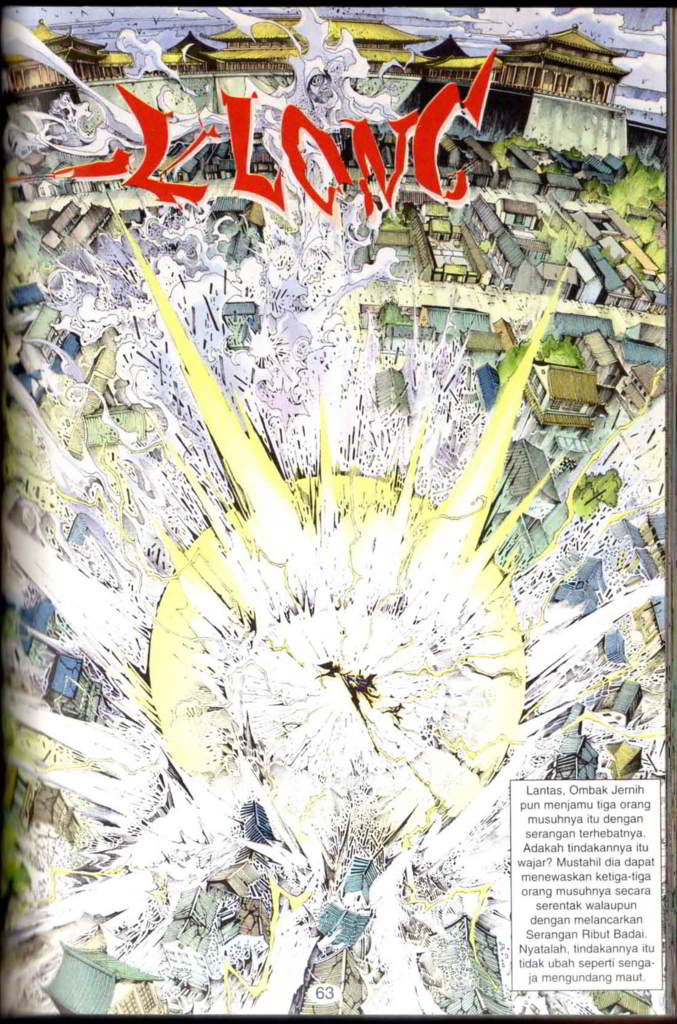 KLONG
Lantas, Ombak Jernih
pun menjamu tiga orang
musuhnya itu dengan
serangan terhebatnya.
Adakah tindakannya itu
wajar? Mustahil dia dapat
menewaskan ketiga-tiga
orang musuhnya secara
serentak walaupun
dengan melancarkan
Serangan Ribut Badai.
Nyatalah, tindakannya itu
tidak ubah seperti senga-
ja mengundang maut.
63